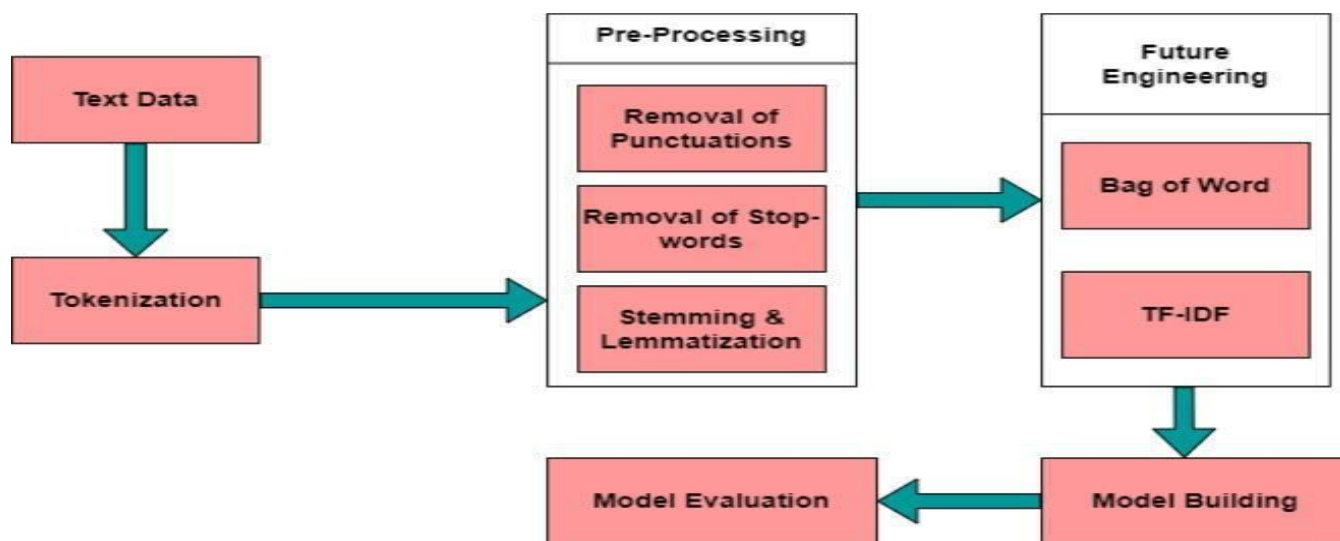 Text Data
Tokenization
Pre-Processing
Removal of
Punctuations
Removal of Stop-
words
Stemming &
Lemmatization
Future
Engineering
Bag of Word
TF-IDF
Model Building
Model Evaluation